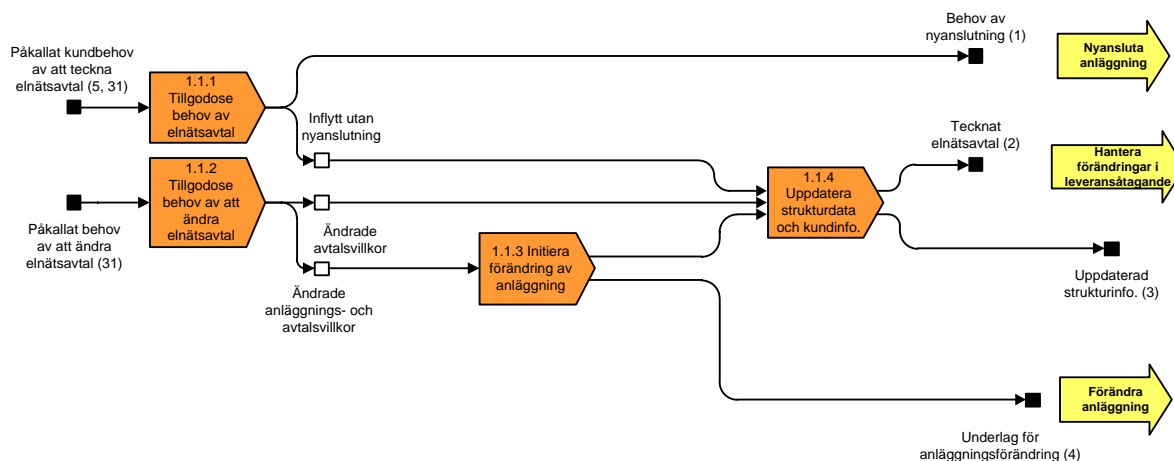 Påkallat kundbehov
av att teckna
elnätsavtal (5, 31)
1.1.1
Tillgodose
behov av
elnätsavtal
Behov av
nyanslutning (1)
Nyansluta
anläggning
Inflytt utan
nyanslutning
Tecknat
elnätsavtal (2)
Hantera
förändringar i
leveransåtagande
1.1.2
Tillgodose
behov av att
ändra
elnätsavtal
1.1.4
Uppdatera
strukturdata
och kundinfo.
Påkallat behov
av att ändra
elnätsavtal (31)
Ändrade
avtalsvillkor
1.1.3 Initiera
förändring av
anläggning
Uppdaterad
strukturinfo. (3)
Ändrade
anläggnings- och
avtalsvillkor
Förändra
anläggning
Underlag för
anläggningsförändring (4)